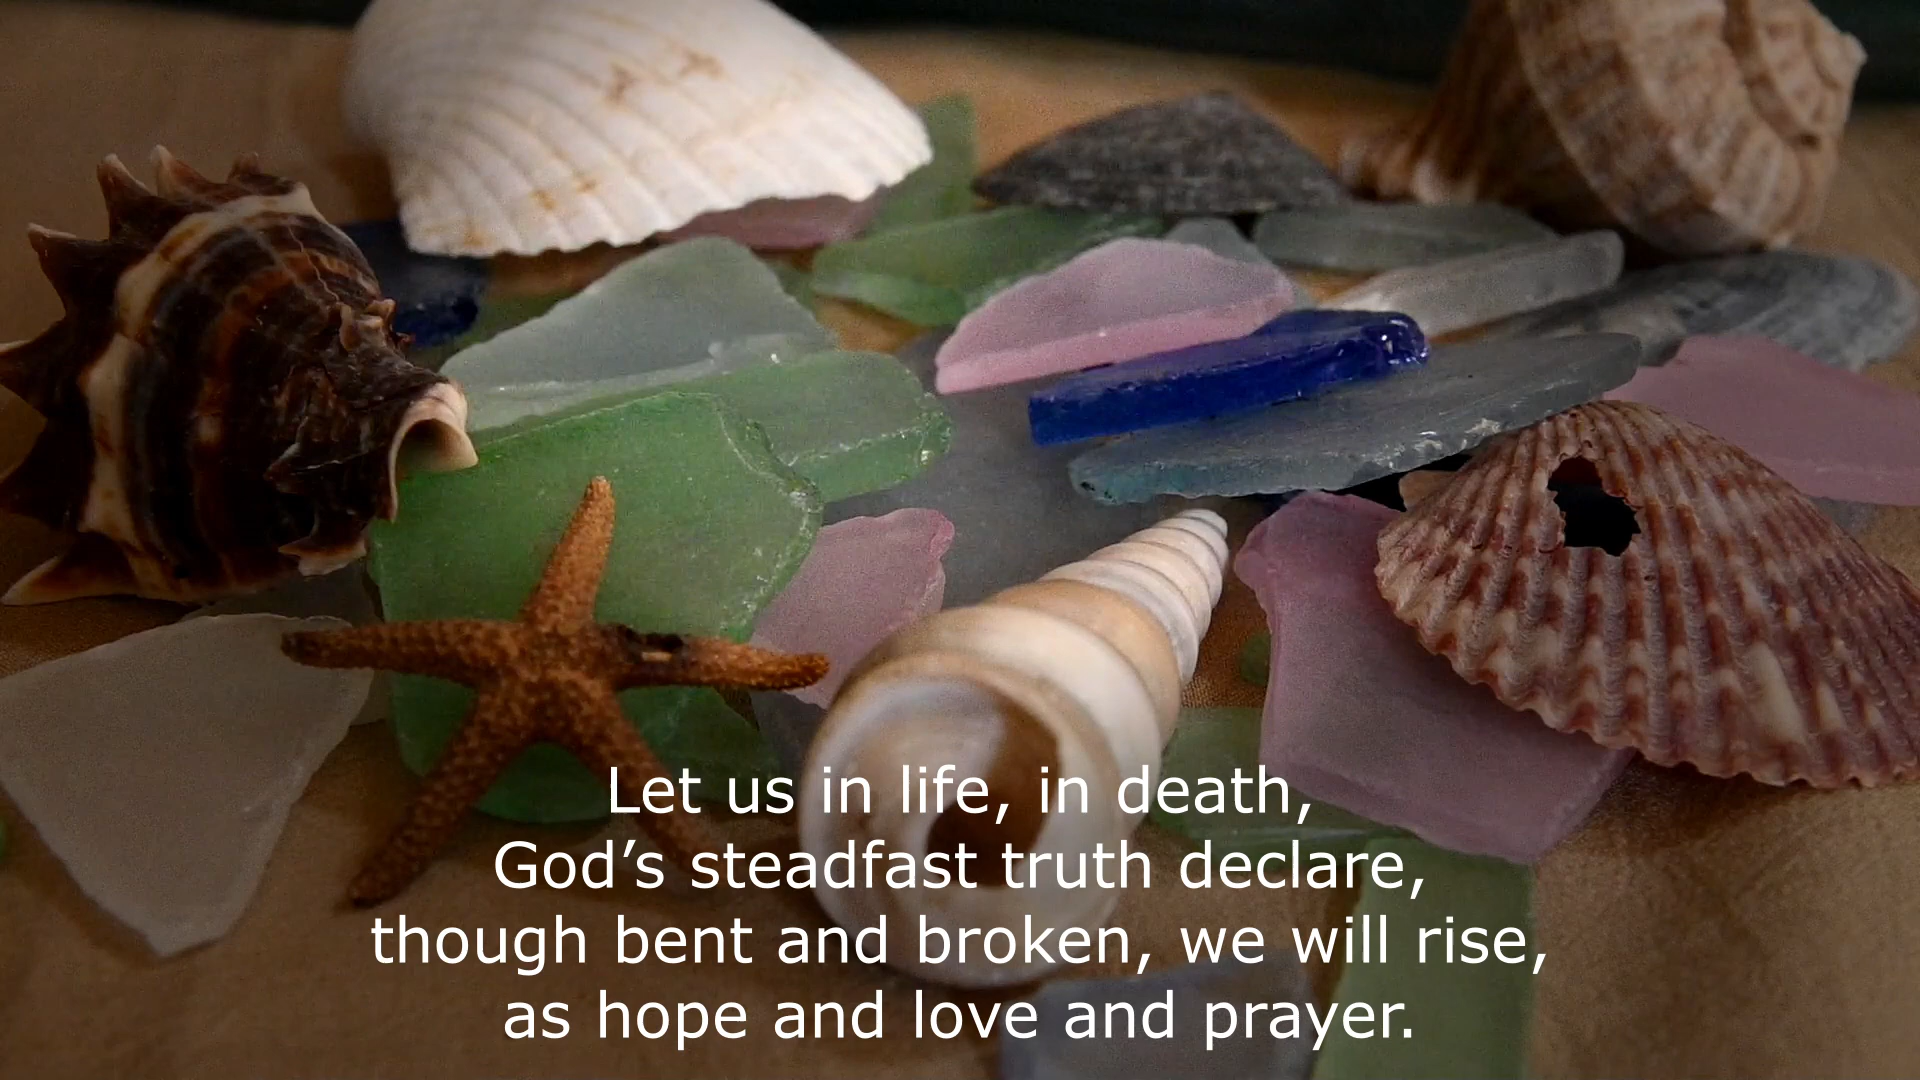 Let us in life, in death,
God’s steadfast truth declare,
though bent and broken, we will rise,
as hope and love and prayer.